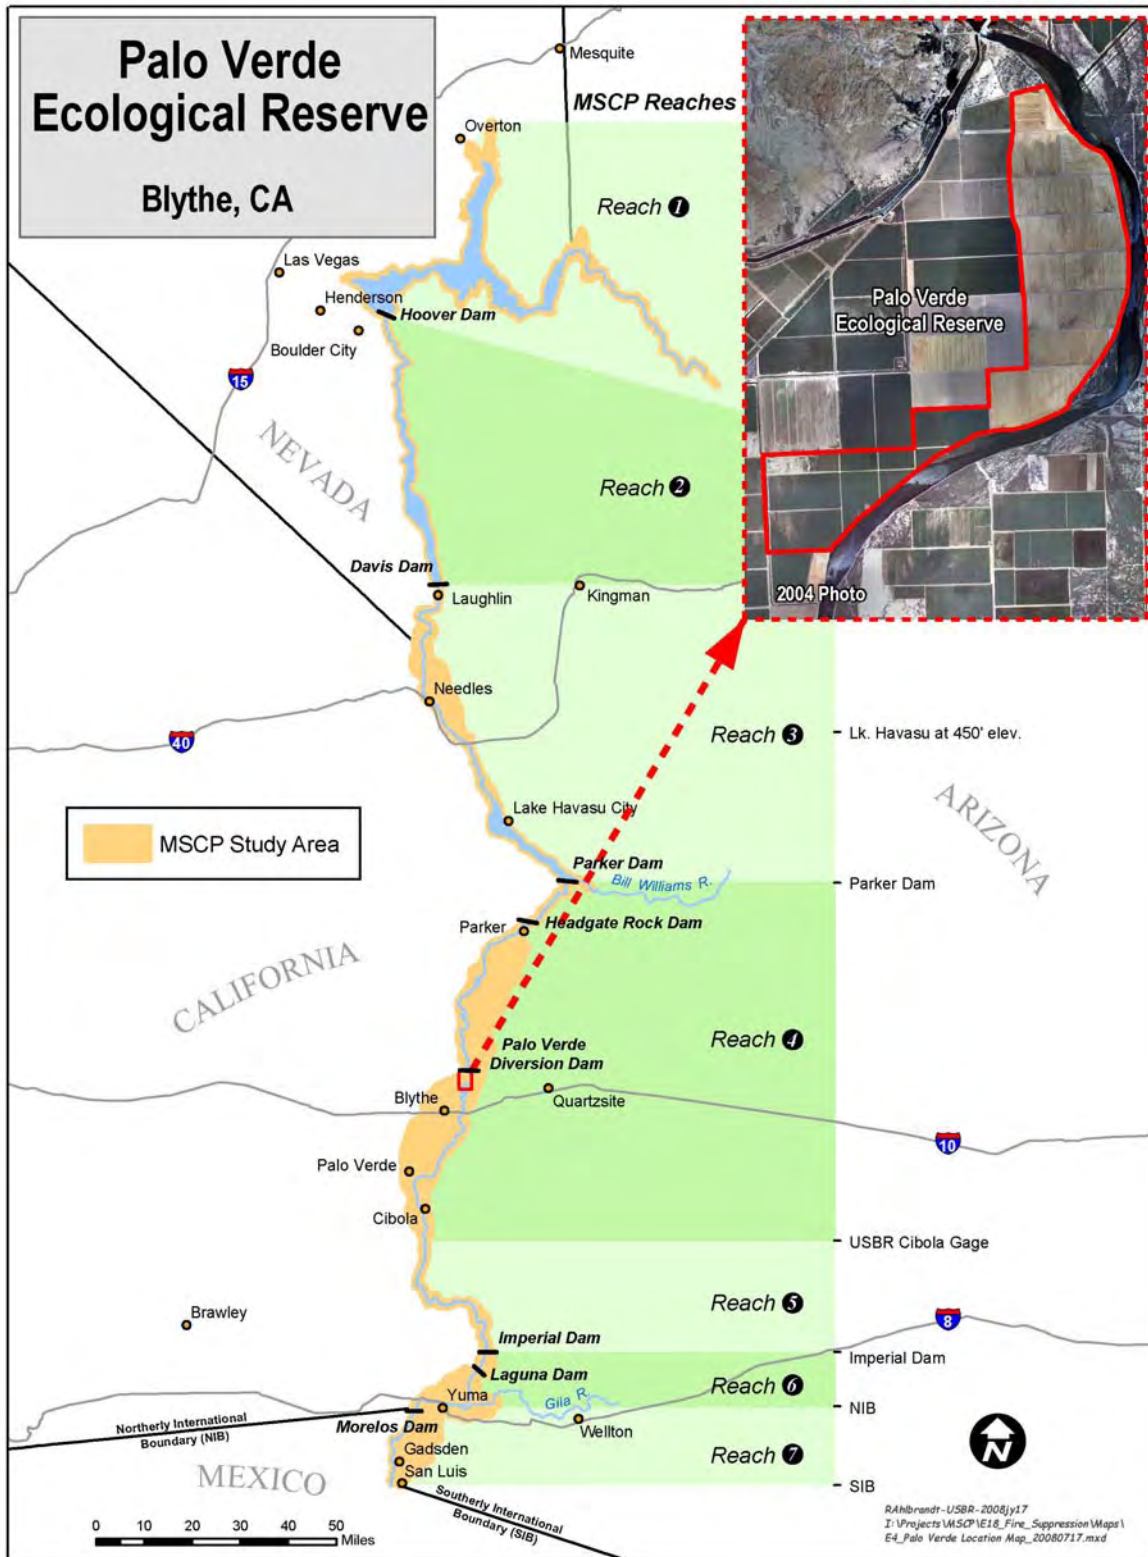 Palo Verde
Ecological Reserve
Blythe, CA
Mesquite
MSCP Reaches
Overton
Reach 1
Las Vegas
Henderson
Hoover Dam
Boulder City
15
NEVADA
Reach 2
Davis Dam
Laughlin
Kingman
Palo Verde
Ecological Reserve
2004 Photo
Needles
40
Reach 3
Lk. Havasu at 450' elev.
ARIZONA
Lake Havasu City
MSCP Study Area
Parker Dam
Bill Williams R.
Parker Dam
Parker
Headgate Rock Dam
CALIFORNIA
Reach 4
Palo Verde
Diversion Dam
Blythe
Quartzsite
10
Palo Verde
Cibola
USBR Cibola Gage
Reach 5
Brawley
8
Imperial Dam
Imperial Dam
Laguna Dam
Reach 6
Yuma
Gila R.
NIB
Morelos Dam
Wellton
Northerly International
Boundary (NIB)
Gadsden
Reach 7
N
MEXICO
San Luis
SIB
Southerly International
Boundary (SIB)
0 10 20 30 40 50
Miles
RAhlbrandt-USBR-2008jy17
I:\Projects\MSCP\E18_Fire_Suppression\Maps\
E4_Palo Verde Location Map_20080717.mxd